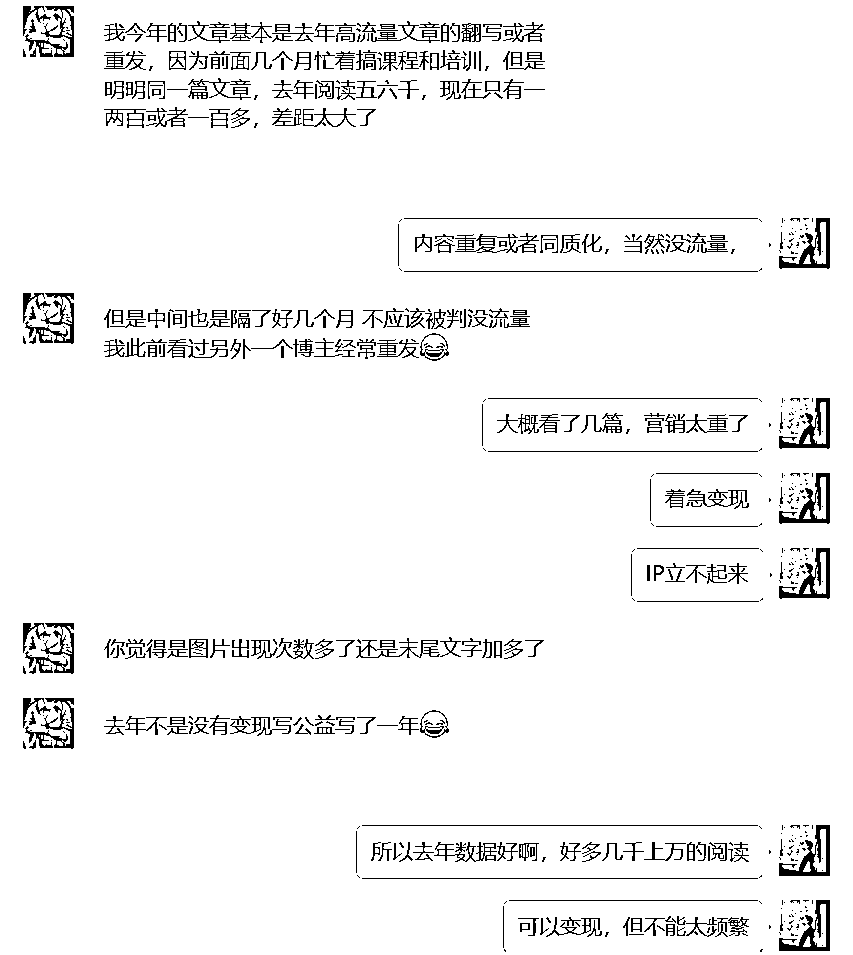 我今年的文章基本是去年高流量文章的翻写或者
重发，因为前面几个月忙着搞课程和培训，但是
明明同一篇文章，去年阅读五六千，现在只有一
两百或者一百多，差距太大了
内容重复或者同质化，当然没流量，
但是中间也是隔了好几个月 不应该被判没流量
我此前看过另外一个博主经常重发😂
大概看了几篇，营销太重了
着急变现
IP立不起来
你觉得是图片出现次数多了还是末尾文字加多了
去年不是没有变现写公益写了一年😂
所以去年数据好啊，好多几千上万的阅读
可以变现，但不能太频繁